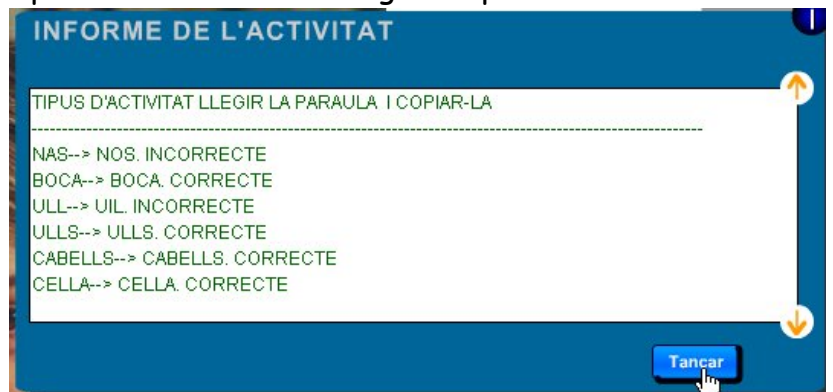 INFORME DE L'ACTIVITAT
TIPUS D'ACTIVITAT LLEGIR LA PARAULA I COPIAR-LA
NAS--> NOS. INCORRECTE
BOCA--> BOCA. CORRECTE
ULL--> UIL. INCORRECTE
ULLS--> ULLS. CORRECTE
CABELLS--> CABELLS. CORRECTE
CELLA--> CELLA. CORRECTE
Tancar